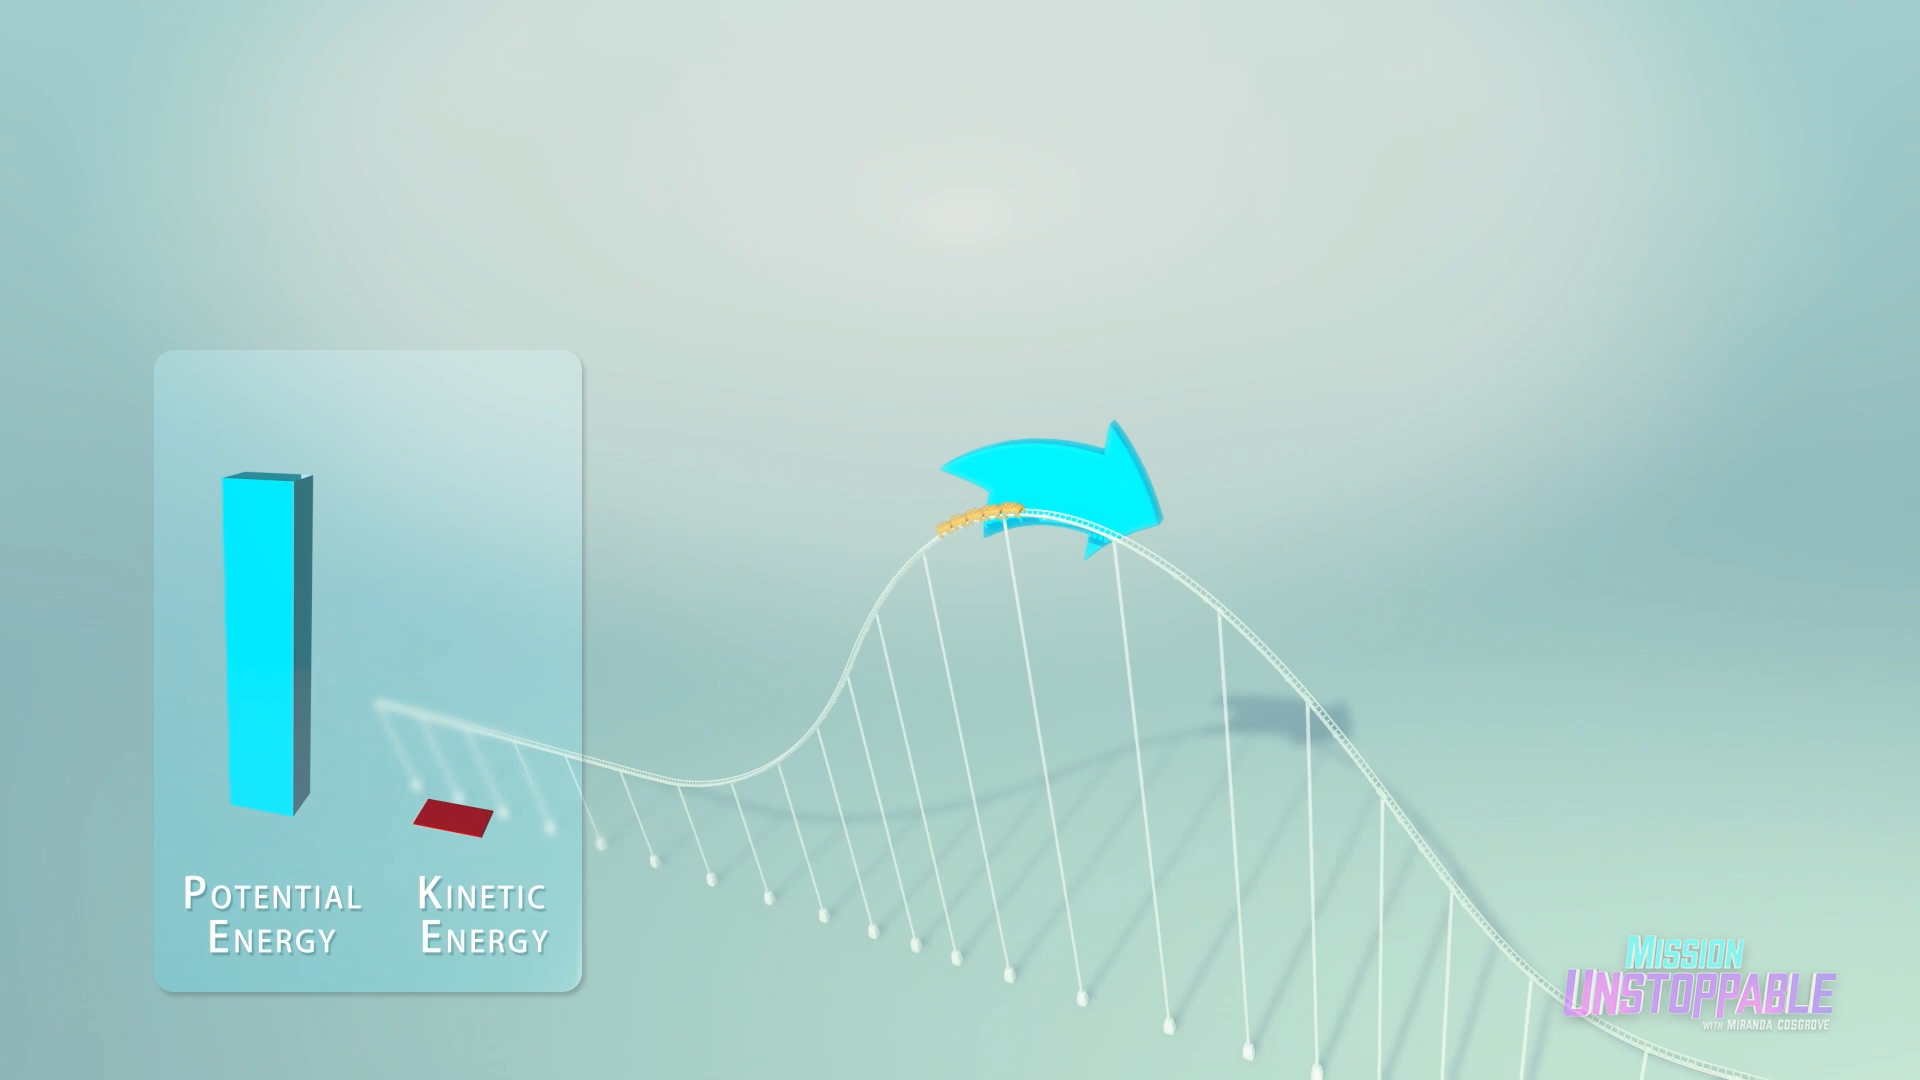 Potential
Energy
Kinetic
Energy
Mission
Unstoppable
with Miranda Cosgrove